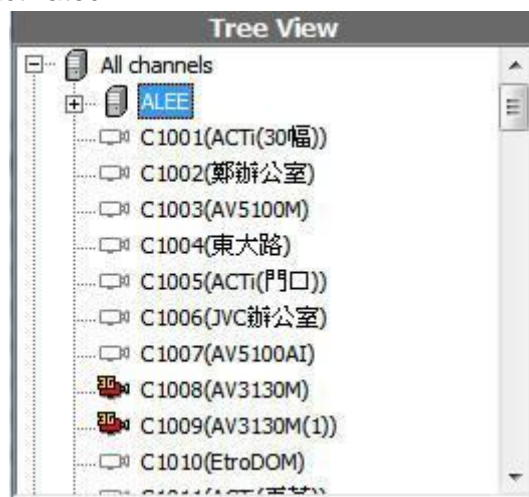 Tree View
All channels
ALEE
C1001(ACTi(30幅))
C1002(鄭辦公室)
C1003(AV5100M)
C1004(東大路)
C1005(ACTi(門口))
C1006(JVC辦公室)
C1007(AV5100AI)
3G C1008(AV3130M)
3G C1009(AV3130M(1))
C1010(EtroDOM)